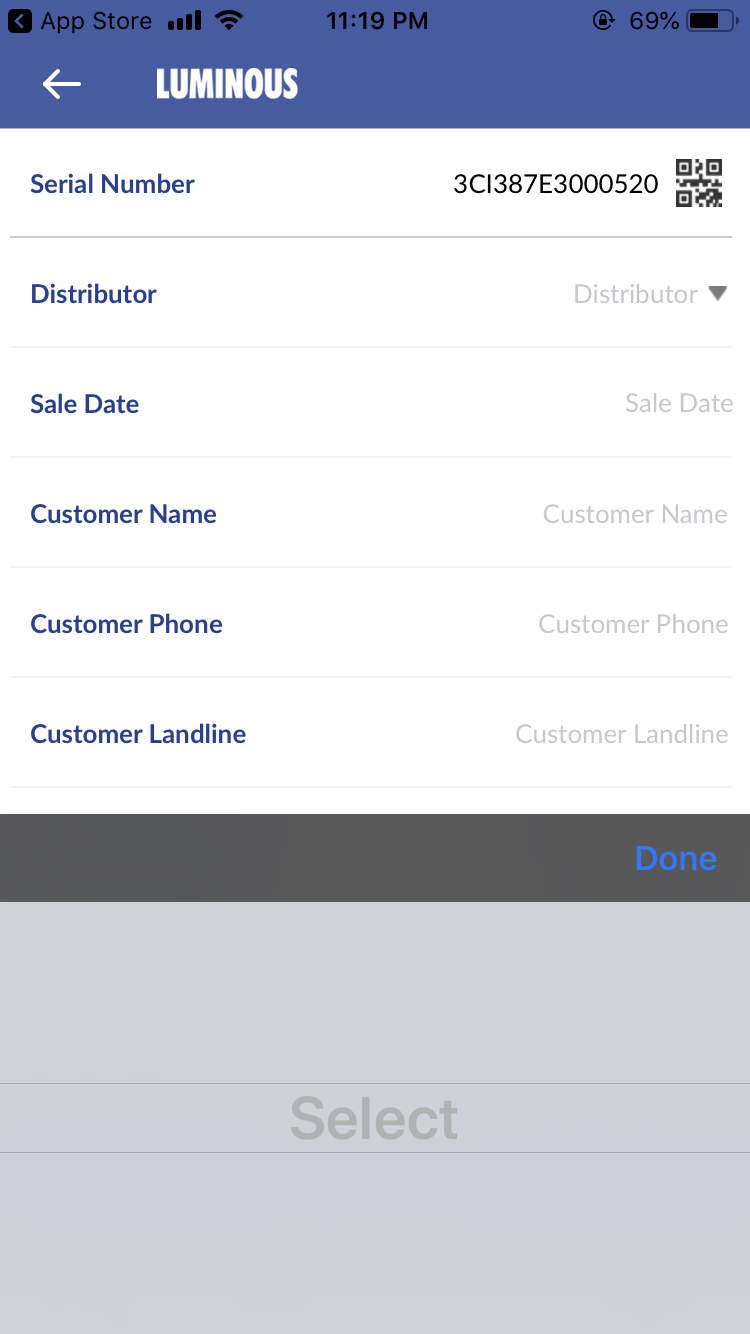 App Store 11:19 PM 69%
LUMINOUS
Serial Number 3CI387E3000520
Distributor Distributor
Sale Date Sale Date
Customer Name Customer Name
Customer Phone Customer Phone
Customer Landline Customer Landline
Done
Select